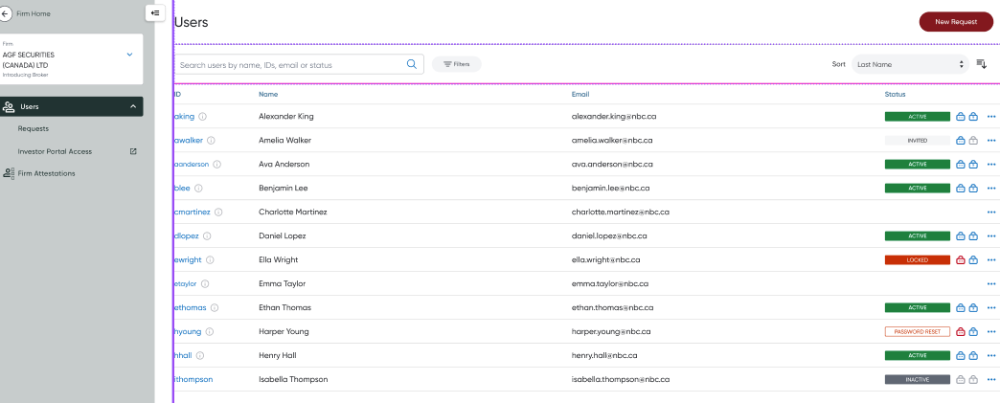 Firm Home
Users
New Request
Firm
AGF SECURITIES
(CANADA) LTD
Introducing Broker
Search users by name, IDs, email or status
Filters
Sort
Last Name
Users
Requests
Investor Portal Access
Firm Attestations
ID Name Email Status
aking Alexander King alexander.king@nbc.ca ACTIVE
awalker Amelia Walker amelia.walker@nbc.ca INVITED
aanderson Ava Anderson ava.anderson@nbc.ca ACTIVE
blee Benjamin Lee benjamin.lee@nbc.ca ACTIVE
cmartinez Charlotte Martinez charlotte.martinez@nbc.ca
dlopez Daniel Lopez daniel.lopez@nbc.ca ACTIVE
ewright Ella Wright ella.wright@nbc.ca LOCKED
etaylor Emma Taylor emma.taylor@nbc.ca
ethomas Ethan Thomas ethan.thomas@nbc.ca ACTIVE
hyoung Harper Young harper.young@nbc.ca PASSWORD RESET
hhall Henry Hall henry.hall@nbc.ca ACTIVE
ithompson Isabella Thompson isabella.thompson@nbc.ca INACTIVE